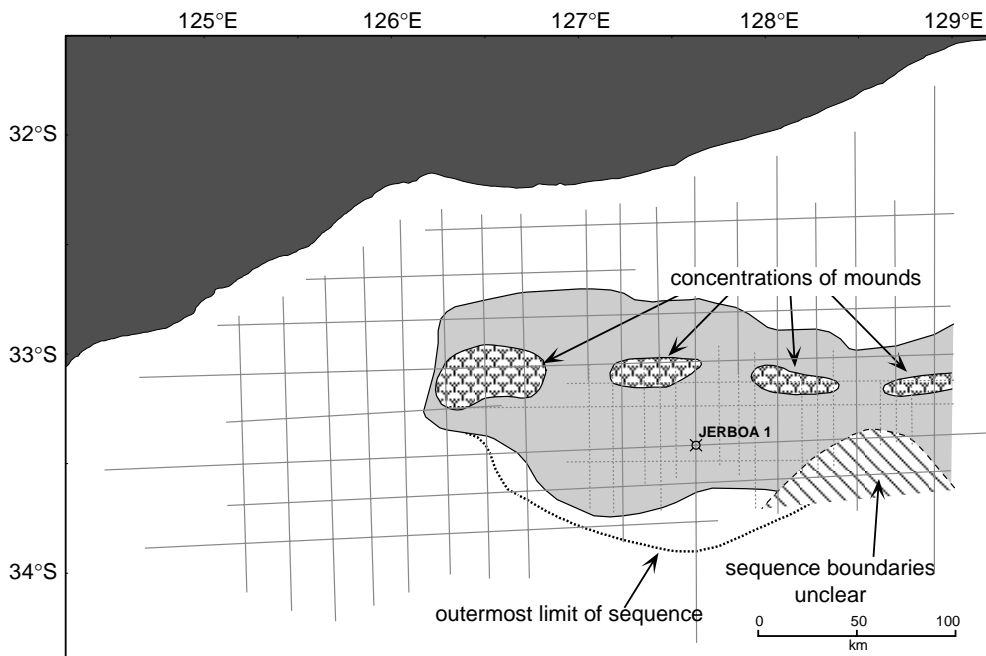 125°E 126°E 127°E 128°E 129°E
32°S
concentrations of mounds
33°S
JERBOA 1
34°S
sequence boundaries
unclear
outermost limit of sequence
0 50 100
km